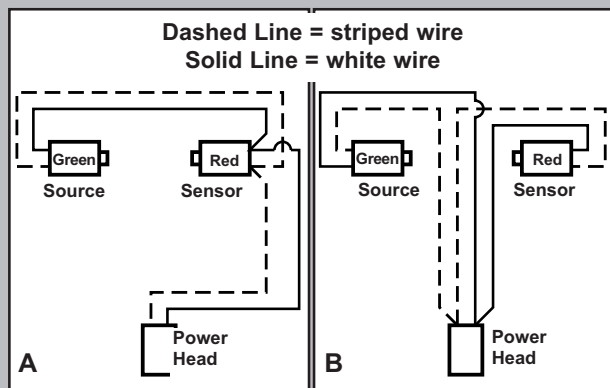 Dashed Line = striped wire
Solid Line = white wire
Green
Red
Source
Sensor
Power
Head
A
Green
Red
Source
Sensor
Power
Head
B